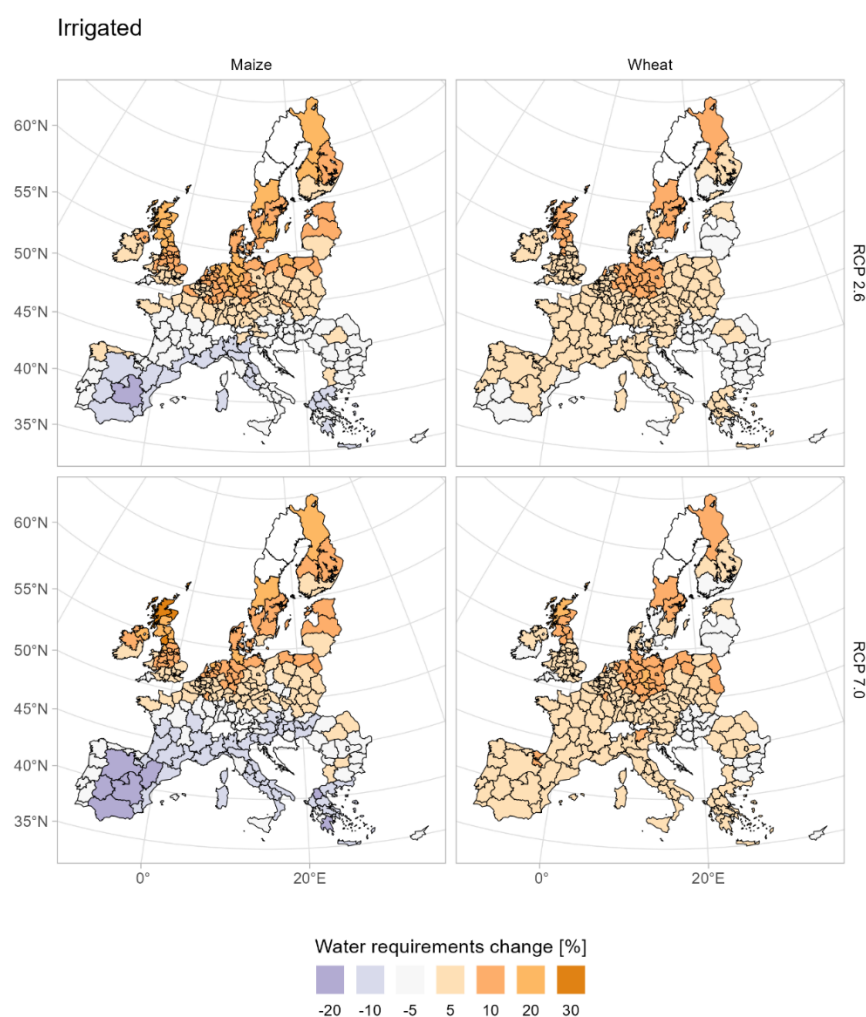 Irrigated
Maize
Wheat
60°N
55°N
50°N
45°N
40°N
35°N
RCP 2.6
60°N
55°N
50°N
45°N
40°N
35°N
RCP 7.0
0°
20°E
0°
20°E
Water requirements change [%]
-20 -10 -5 5 10 20 30